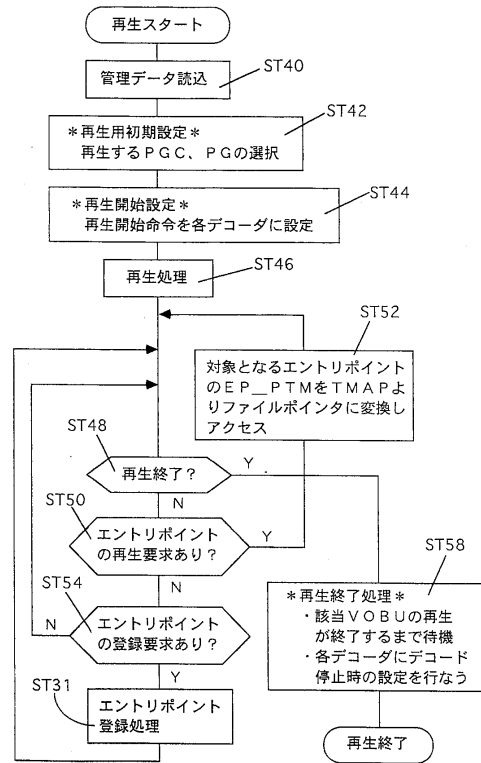 再生スタート
管理データ読込
ST40
ST42
＊再生用初期設定＊
再生するＰＧＣ、ＰＧの選択
ST44
＊再生開始設定＊
再生開始命令を各デコーダに設定
再生処理
ST46
ST52
対象となるエントリポイント
のＥＰ＿ＰＴＭをＴＭＡＰよ
りファイルポインタに変換し
アクセス
ST48
再生終了？
Y
N
ST50
エントリポイント
の再生要求あり？
Y
N
ST54
エントリポイント
の登録要求あり？
N
Y
ST31
エントリポイント
登録処理
ST58
＊再生終了処理＊
・該当ＶＯＢＵの再生
が終了するまで待機
・各デコーダにデコード
停止時の設定を行なう
再生終了